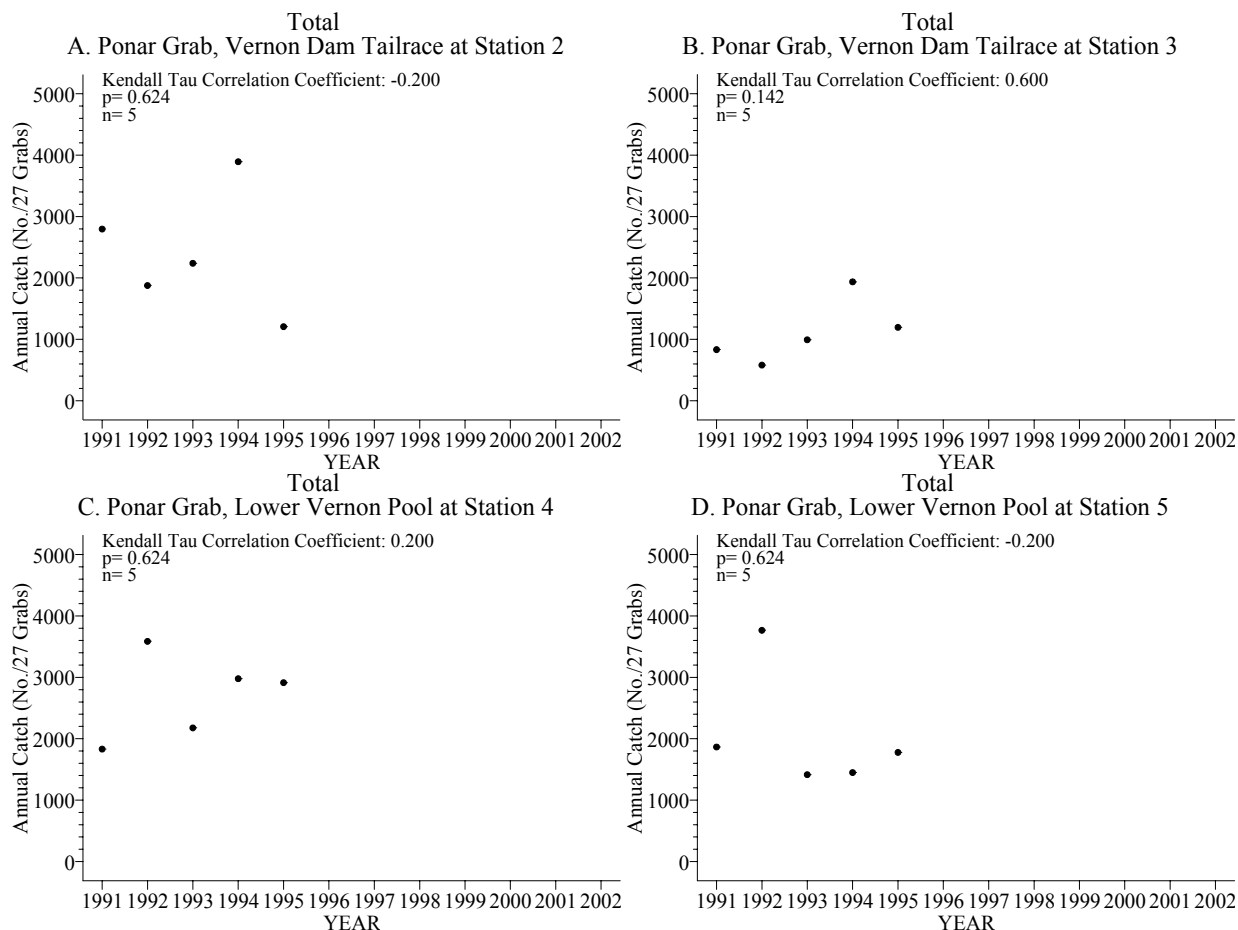 Total
A. Ponar Grab, Vernon Dam Tailrace at Station 2
Kendall Tau Correlation Coefficient: -0.200
p= 0.624
n= 5
Annual Catch (No./27 Grabs)
5000
4000
3000
2000
1000
0
1991 1992 1993 1994 1995 1996 1997 1998 1999 2000 2001 2002
YEAR
Total
B. Ponar Grab, Vernon Dam Tailrace at Station 3
Kendall Tau Correlation Coefficient: 0.600
p= 0.142
n= 5
Annual Catch (No./27 Grabs)
5000
4000
3000
2000
1000
0
1991 1992 1993 1994 1995 1996 1997 1998 1999 2000 2001 2002
YEAR
Total
C. Ponar Grab, Lower Vernon Pool at Station 4
Kendall Tau Correlation Coefficient: 0.200
p= 0.624
n= 5
Annual Catch (No./27 Grabs)
5000
4000
3000
2000
1000
0
1991 1992 1993 1994 1995 1996 1997 1998 1999 2000 2001 2002
YEAR
Total
D. Ponar Grab, Lower Vernon Pool at Station 5
Kendall Tau Correlation Coefficient: -0.200
p= 0.624
n= 5
Annual Catch (No./27 Grabs)
5000
4000
3000
2000
1000
0
1991 1992 1993 1994 1995 1996 1997 1998 1999 2000 2001 2002
YEAR